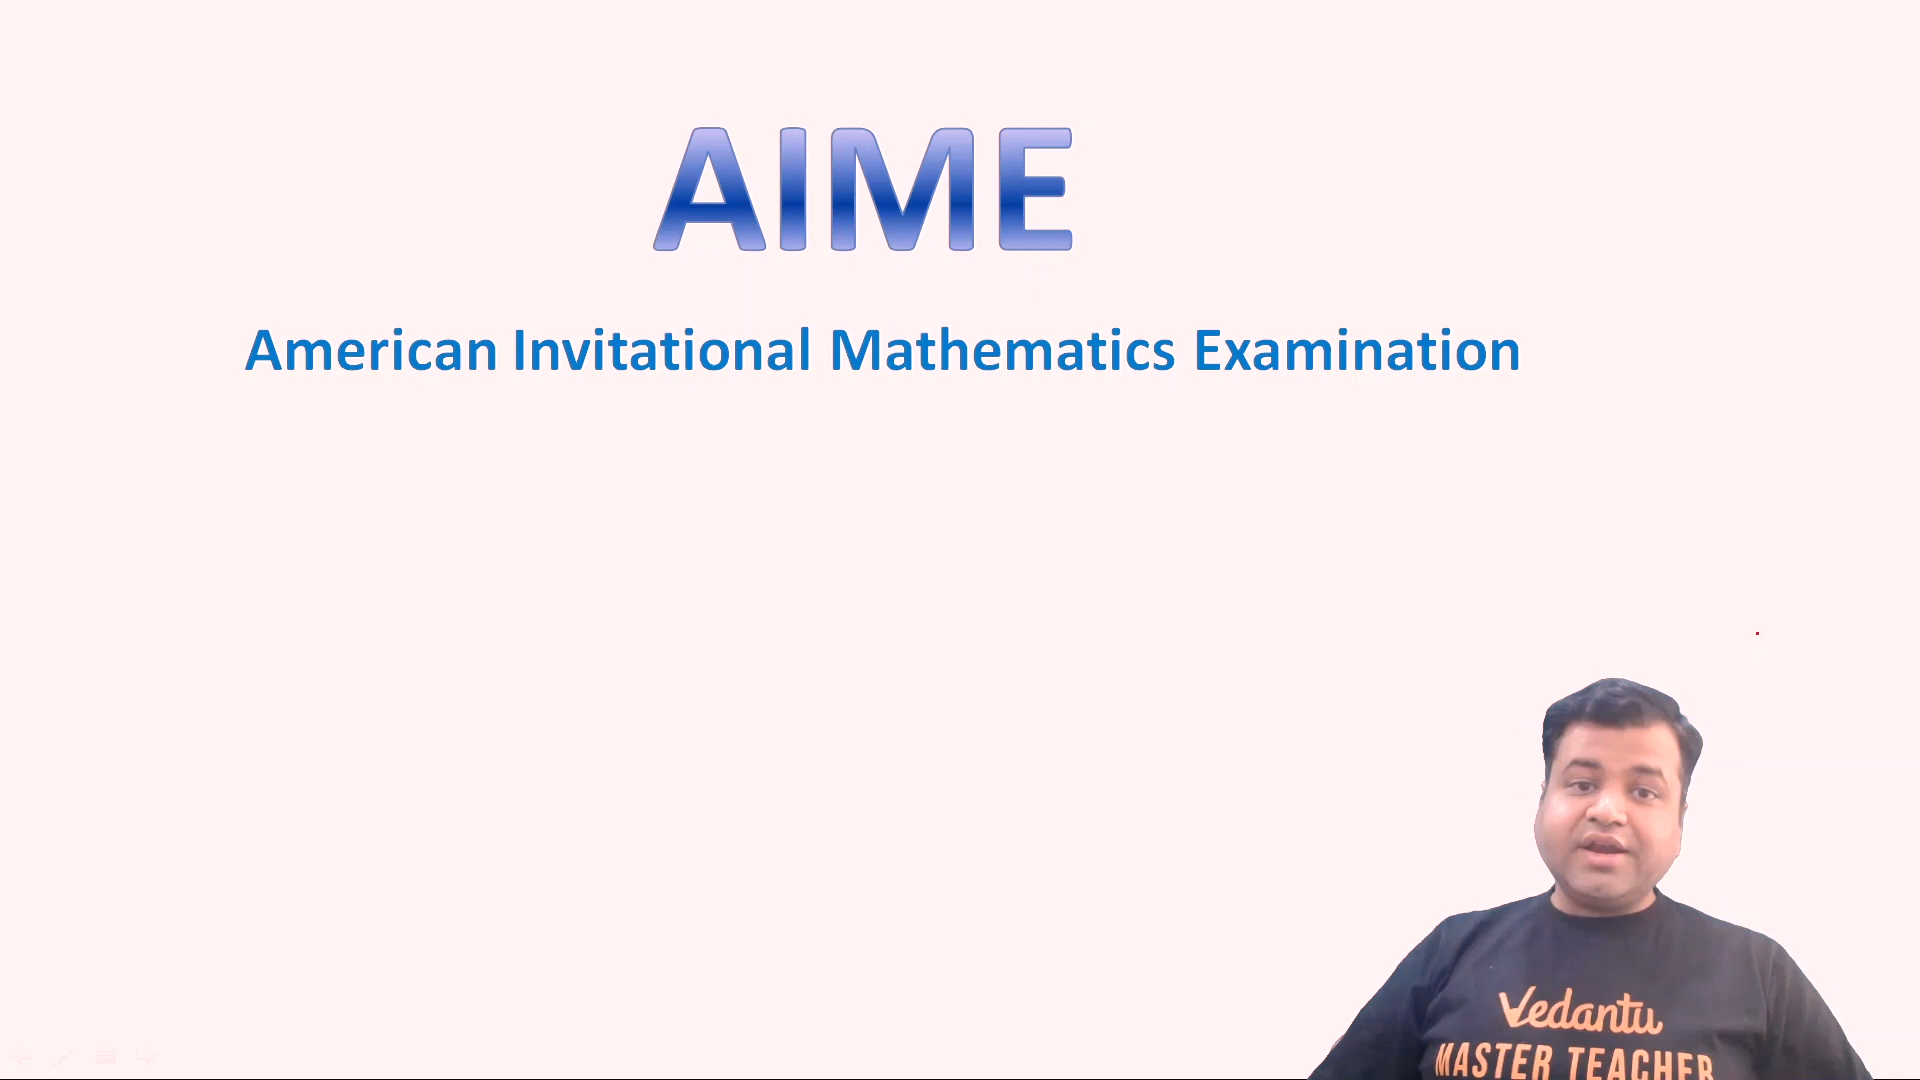 AIME
American Invitational Mathematics Examination
Vedantu
MASTER TEACHER